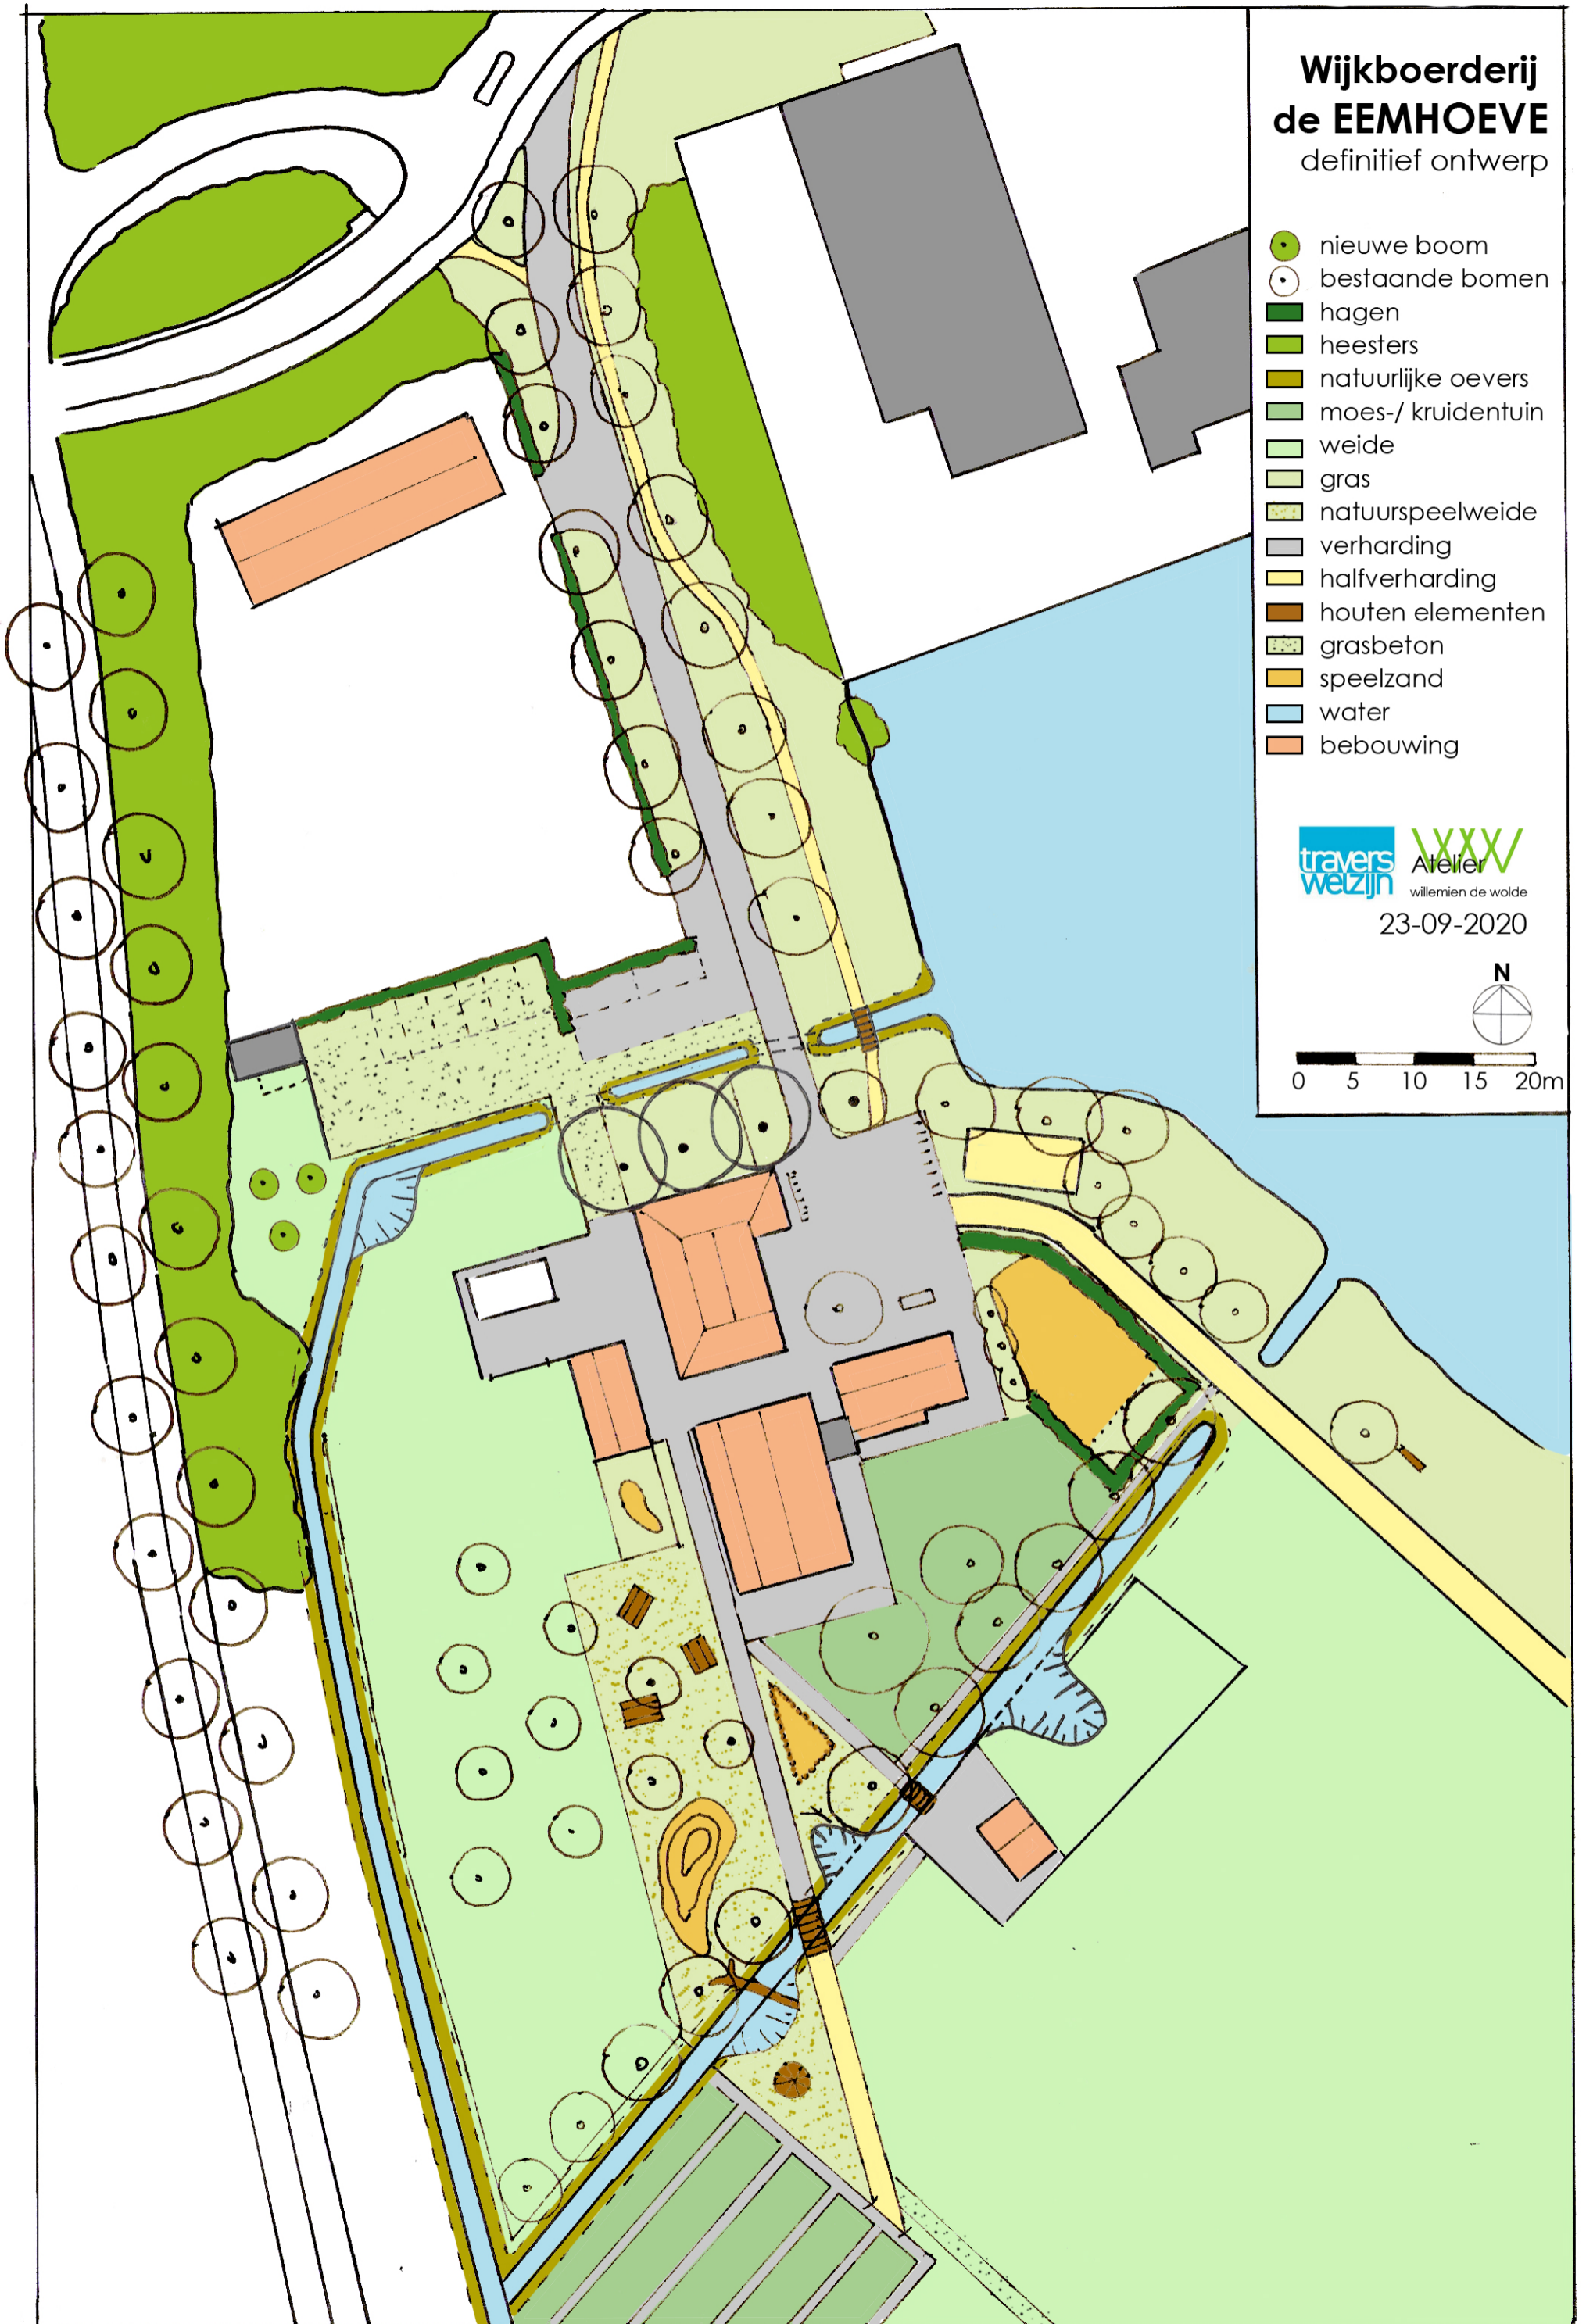 Wijkboerderij
de EEMHOEVE
definitief ontwerp
nieuwe boom
bestaande bomen
hagen
heesters
natuurlijke oevers
moes-/ kruidentuin
weide
gras
natuurspeelweide
verharding
halfverharding
houten elementen
grasbeton
speelzand
water
bebouwing
travers
welzijn
WW
Atelier
willemien de wolde
23-09-2020
N
0 5 10 15 20m